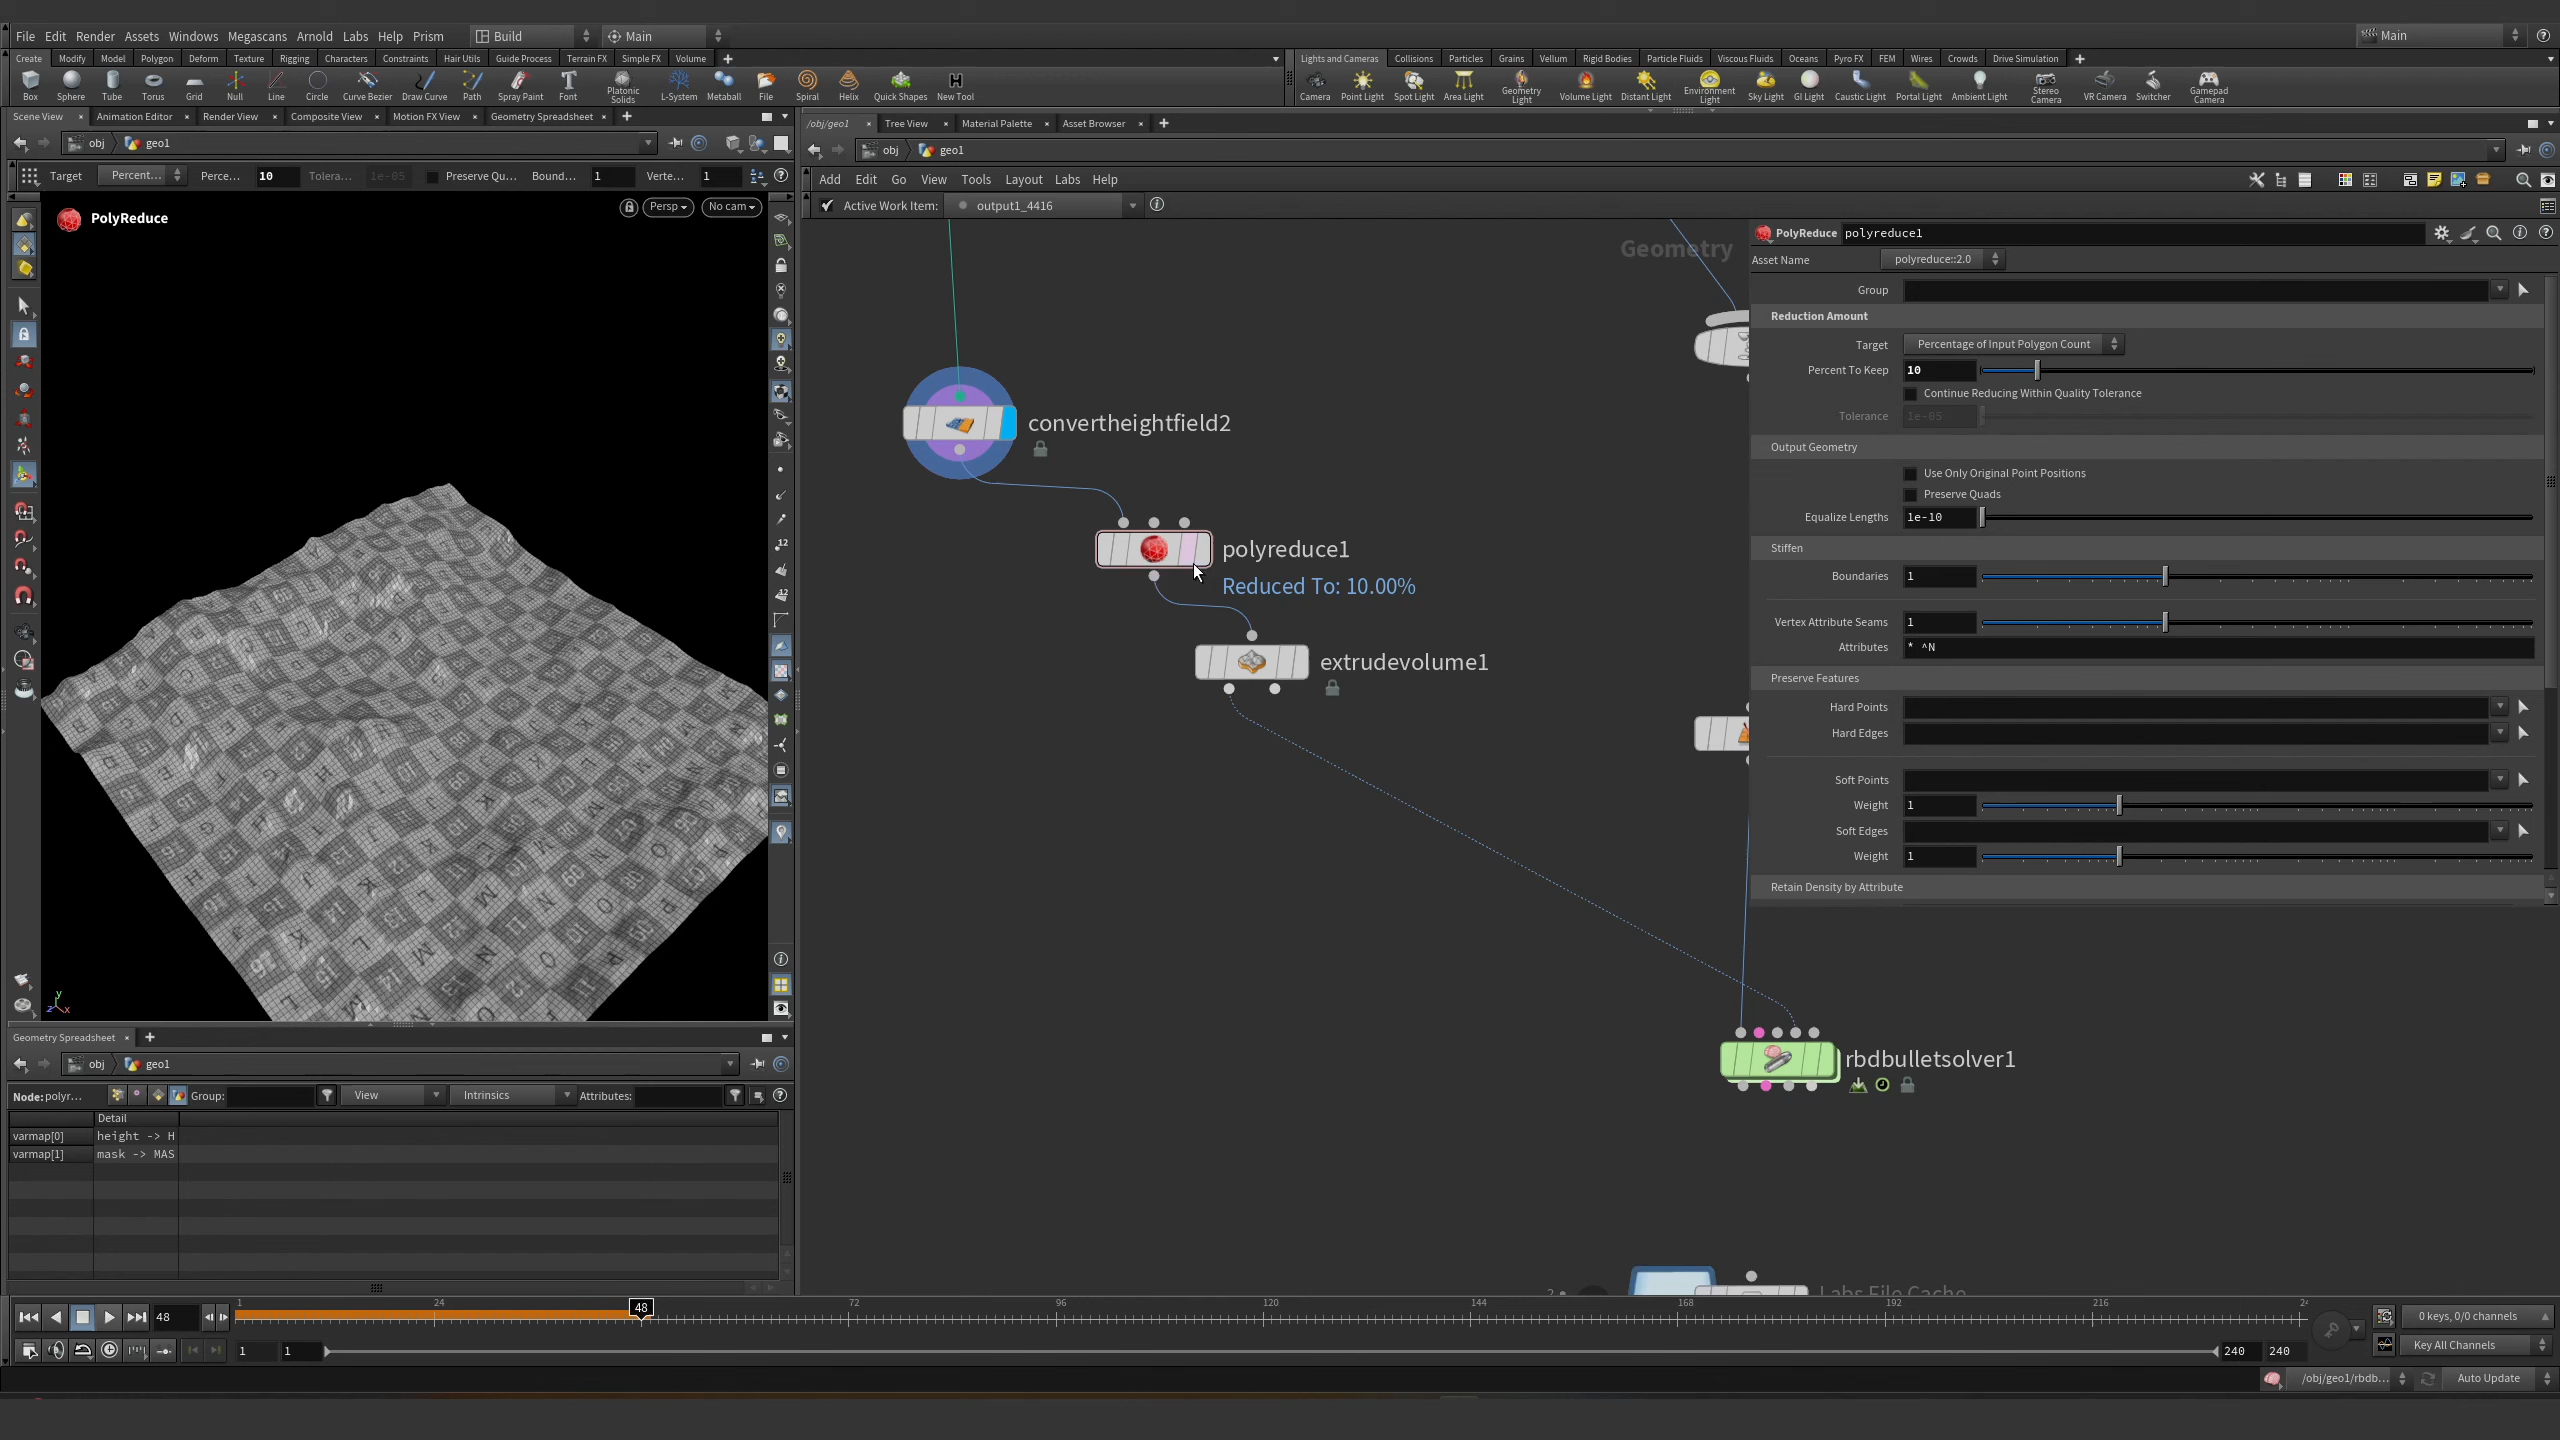 File Edit Render Assets Windows Megascans Arnold Labs Help Prism Build Main Main
Create Modify Model Polygon Deform Texture Rigging Characters Constraints Hair Utils Guide Process Terrain FX Simple FX Volume
Lights and Cameras Collisions Particles Grains Vellum Rigid Bodies Particle Fluids Viscous Fluids Oceans Pyro FX FEM Wires Crowds Drive Simulation
Box Sphere Tube Torus Grid Null Line Circle Curve Bezier Draw Curve Path Spray Paint Font Platonic Solids L-System Metaball File Spiral Helix Quick Shapes New Tool
Camera Point Light Spot Light Area Light Geometry Light Volume Light Distant Light Environment Light Sky Light GI Light Caustic Light Portal Light Ambient Light Stereo Camera VR Camera Switcher Gamepad Camera
Scene View Animation Editor Render View Composite View Motion FX View Geometry Spreadsheet
/obj/geo1 Tree View Material Palette Asset Browser
obj geo1
obj geo1
Target Percent... Perce... 10 Tolera... 1e-05 Preserve Qu... Bound... 1 Verte... 1
Add Edit Go View Tools Layout Labs Help
Active Work Item: output1_4416
PolyReduce
Persp No cam
Geometry
convertheightfield2
polyreduce1
Reduced To: 10.00%
extrudevolume1
rbdbulletsolver1
Labs File Cache
PolyReduce polyreduce1
Asset Name polyreduce::2.0
Group
Reduction Amount
Target Percentage of Input Polygon Count
Percent To Keep 10
Continue Reducing Within Quality Tolerance
Tolerance 1e-05
Output Geometry
Use Only Original Point Positions
Preserve Quads
Equalize Lengths 1e-10
Stiffen
Boundaries 1
Vertex Attribute Seams 1
Attributes * ^N
Preserve Features
Hard Points
Hard Edges
Soft Points
Weight 1
Soft Edges
Weight 1
Retain Density by Attribute
Geometry Spreadsheet
obj geo1
Node: polyr... Group: View Intrinsics Attributes:
Detail
varmap[0] height -> H
varmap[1] mask -> MAS
48 1 24 48 72 96 120 144 168 192 216
1 1 240 240
0 keys, 0/0 channels
Key All Channels
/obj/geo1/rbdb... Auto Update